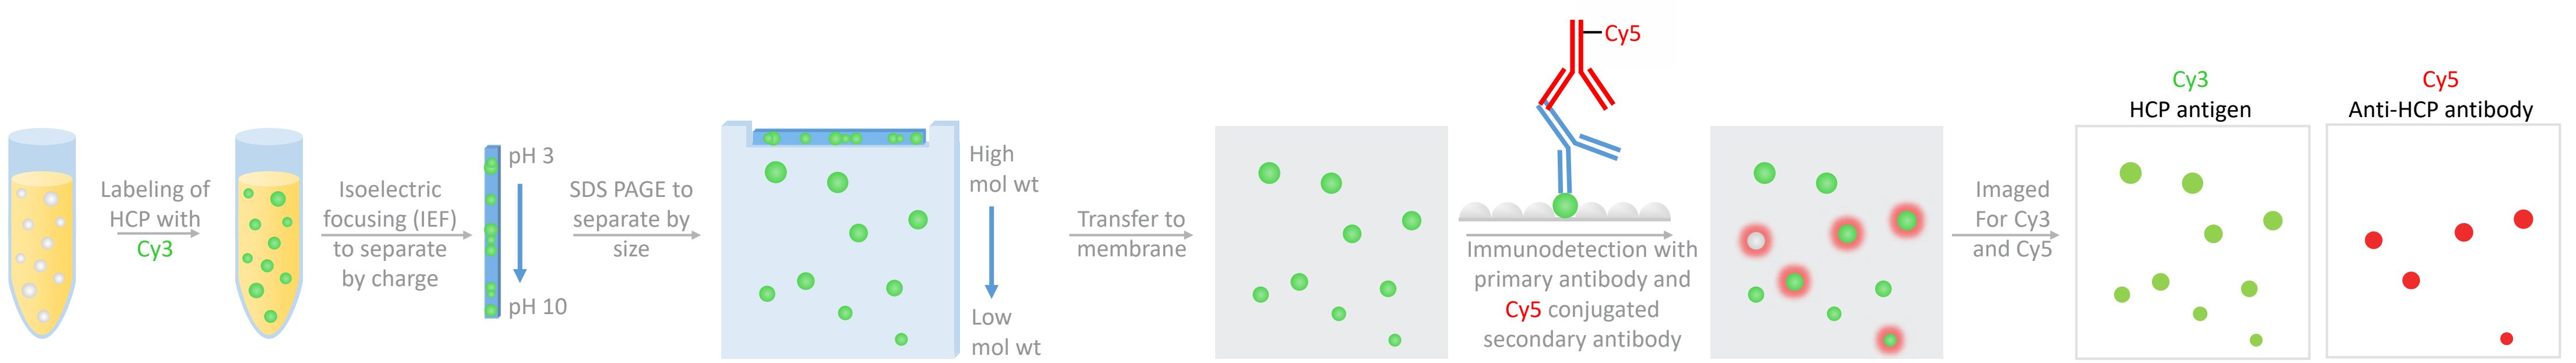 Labeling of
HCP with
Cy3
Isoelectric
focusing (IEF)
to separate
by charge
pH 3
pH 10
SDS PAGE to
separate by
size
High
mol wt
Low
mol wt
Transfer to
membrane
Cy5
Immunodetection with
primary antibody and
Cy5 conjugated
secondary antibody
Imaged
For Cy3
and Cy5
Cy3
HCP antigen
Cy5
Anti-HCP antibody